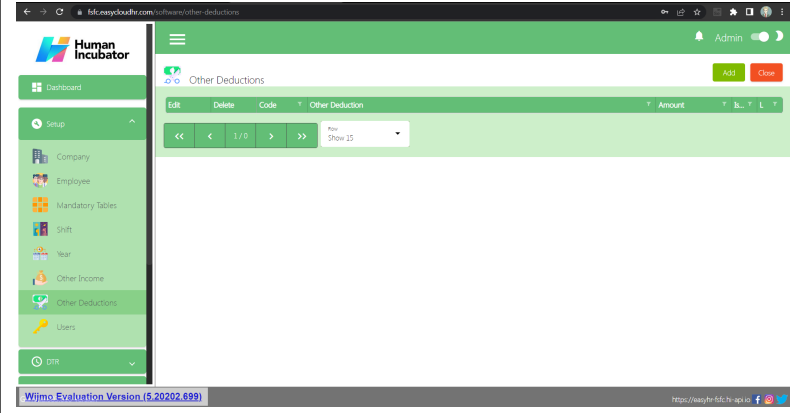 fsfc.easycloudhr.com/software/other-deductions
Human
Incubator
Admin
Other Deductions
Add
Close
Dashboard
Edit Delete Code Other Deduction Amount Is... L
Setup
Row
<< < 1 / 0 > >> Show 15
Company
Employee
Mandatory Tables
Shift
Year
Other Income
Other Deductions
Users
DTR
Wijmo Evaluation Version (5.20202.699)
https://easyhr-fsfc.hr-api.io